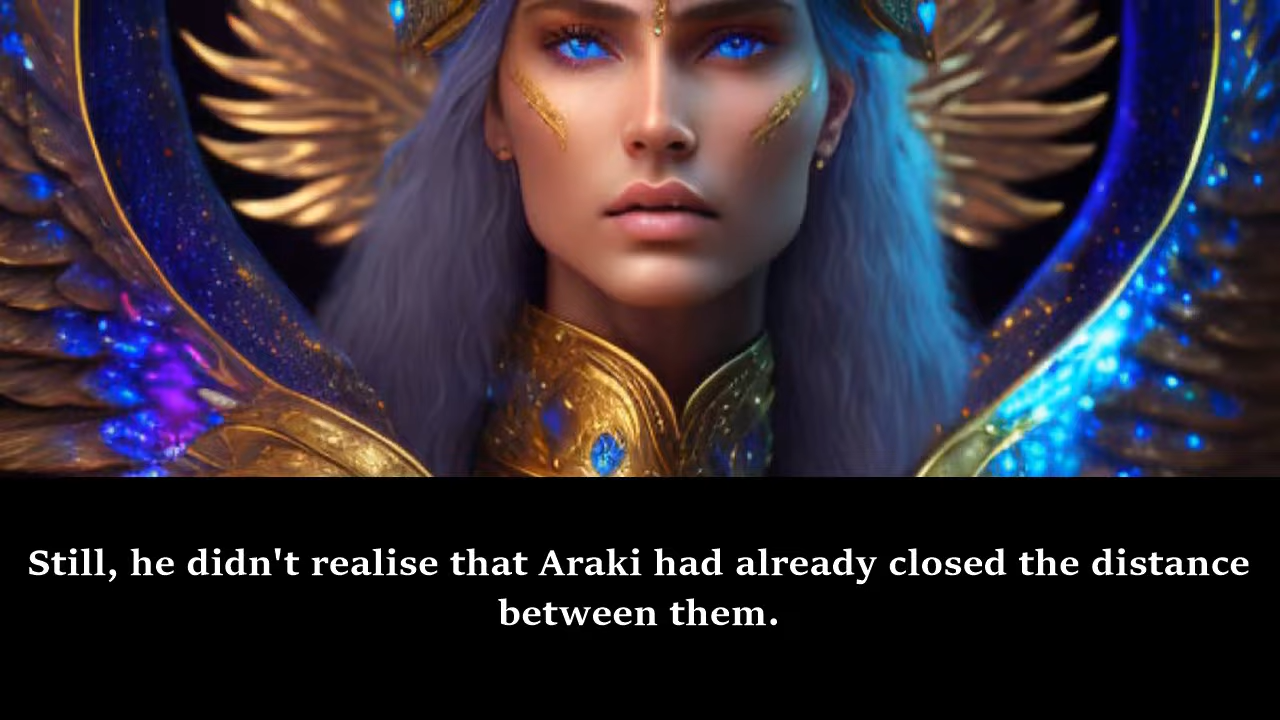 Still, he didn't realise that Araki had already closed the distance
between them.